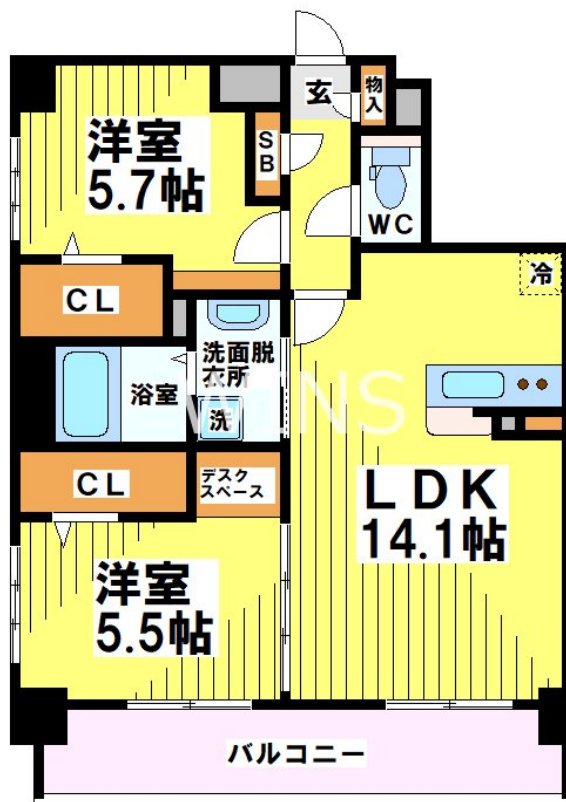 玄
物
入
洋室
5.7帖
S
B
WC
冷
CL
洗面脱
衣所
浴室
WINS
洗
CL
デスク
スペース
LDK
14.1帖
洋室
5.5帖
バルコニー